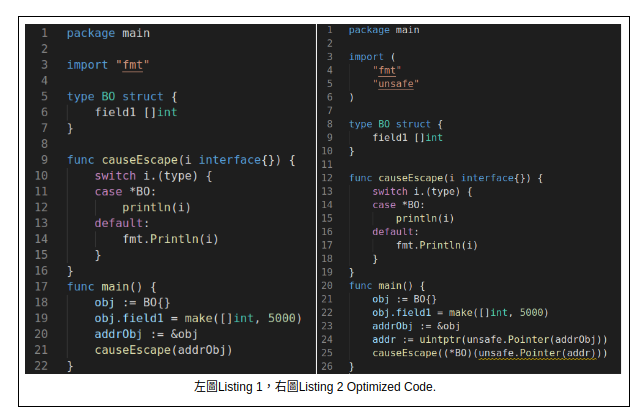 1 package main
2
3 import "fmt"
4
5 type BO struct {
6 field1 []int
7 }
8
9 func causeEscape(i interface{}) {
10 switch i.(type) {
11 case *BO:
12 println(i)
13 default:
14 fmt.Println(i)
15 }
16 }
17 func main() {
18 obj := BO{}
19 obj.field1 = make([]int, 5000)
20 addrObj := &obj
21 causeEscape(addrObj)
22 }
1 package main
2
3 import (
4 "fmt"
5 "unsafe"
6 )
7
8 type BO struct {
9 field1 []int
10 }
11
12 func causeEscape(i interface{}) {
13 switch i.(type) {
14 case *BO:
15 println(i)
16 default:
17 fmt.Println(i)
18 }
19 }
20 func main() {
21 obj := BO{}
22 obj.field1 = make([]int, 5000)
23 addrObj := &obj
24 addr := uintptr(unsafe.Pointer(addrObj))
25 causeEscape((*BO)(unsafe.Pointer(addr)))
26 }
左圖Listing 1，右圖Listing 2 Optimized Code.